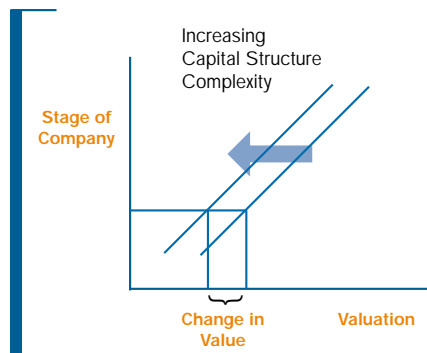 Increasing
Capital Structure
Complexity
Stage of
Company
Change in
Value
Valuation